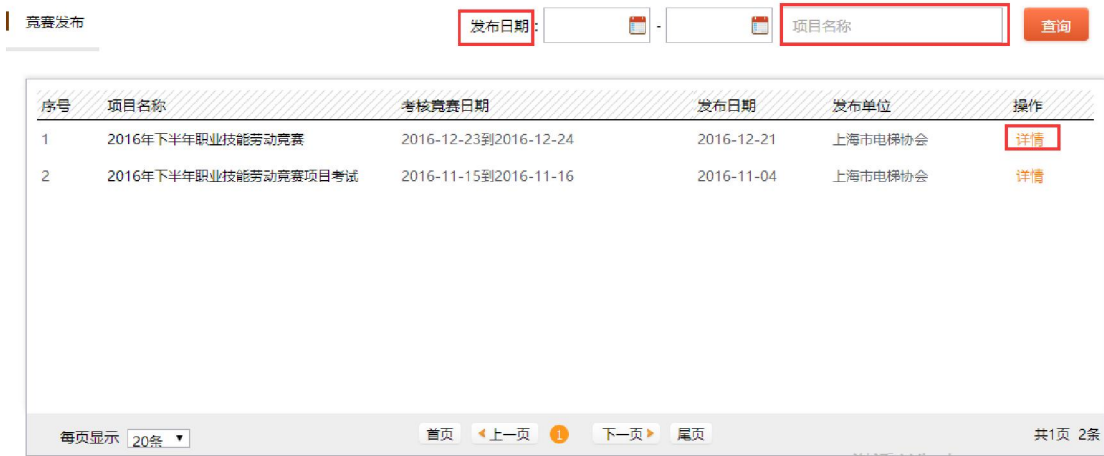 竞赛发布 发布日期: - 项目名称 查询
序号 项目名称 考核竞赛日期 发布日期 发布单位 操作
1 2016年下半年职业技能劳动竞赛 2016-12-23到2016-12-24 2016-12-21 上海市电梯协会 详情
2 2016年下半年职业技能劳动竞赛项目考试 2016-11-15到2016-11-16 2016-11-04 上海市电梯协会 详情
每页显示 20条 首页 上一页 1 下一页 尾页 共1页 2条